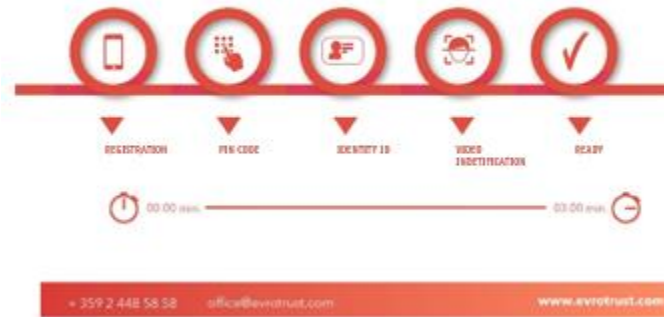 REGISTRATION
PIN CODE
IDENTITY ID
VIDEO
INDETIFICATION
READY
00:00 min.
03:00 min.
+ 359 2 448 58 58
office@evrotrust.com
www.evrotrust.com